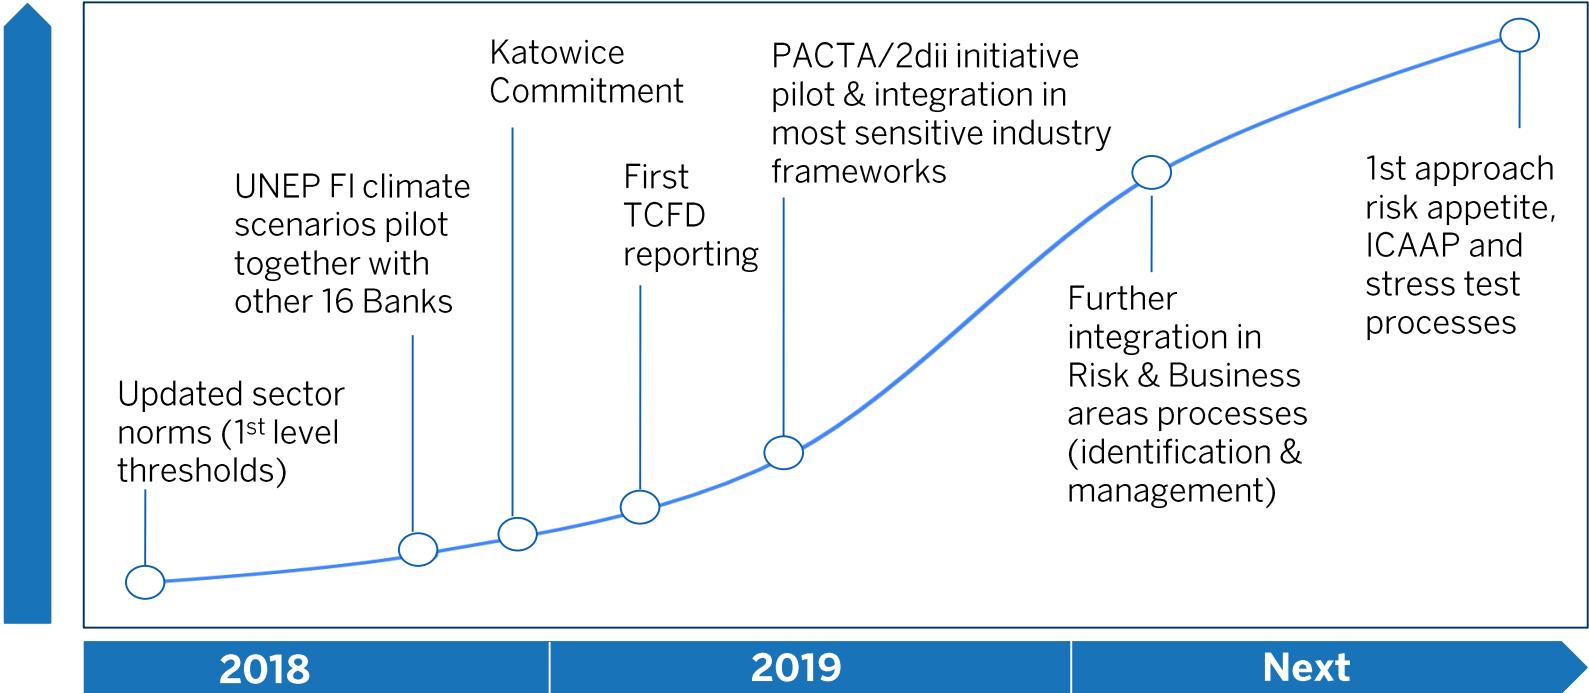 Katowice
Commitment
PACTA/2dii initiative
pilot & integration in
most sensitive industry
frameworks
UNEP FI climate
scenarios pilot
together with
other 16 Banks
First
TCFD
reporting
1st approach
risk appetite,
ICAAP and
stress test
processes
Further
integration in
Risk & Business
areas processes
(identification &
management)
Updated sector
norms (1st level
thresholds)
2018
2019
Next